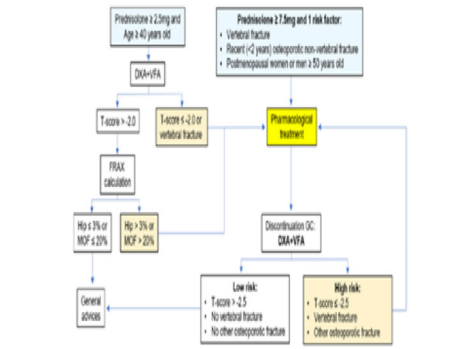 Prednisolone ≥ 2.5mg and
Age ≥ 40 years old
Prednisolone ≥ 7.5mg and 1 risk factor:
• Vertebral fracture
• Recent (<2 years) osteoporotic non-vertebral fracture
• Postmenopausal women or men ≥ 50 years old
DXA+VFA
T-score > -2.0
T-score ≤ -2.0 or
vertebral fracture
Pharmacological
treatment
FRAX
calculation
Hip ≤ 3% or
MOF ≤ 20%
Hip > 3% or
MOF > 20%
Discontinuation GC:
DXA+VFA
General
advices
Low risk:
• T-score > -2.5
• No vertebral fracture
• No other osteoporotic fracture
High risk:
• T-score ≤ -2.5
• Vertebral fracture
• Other osteoporotic fracture